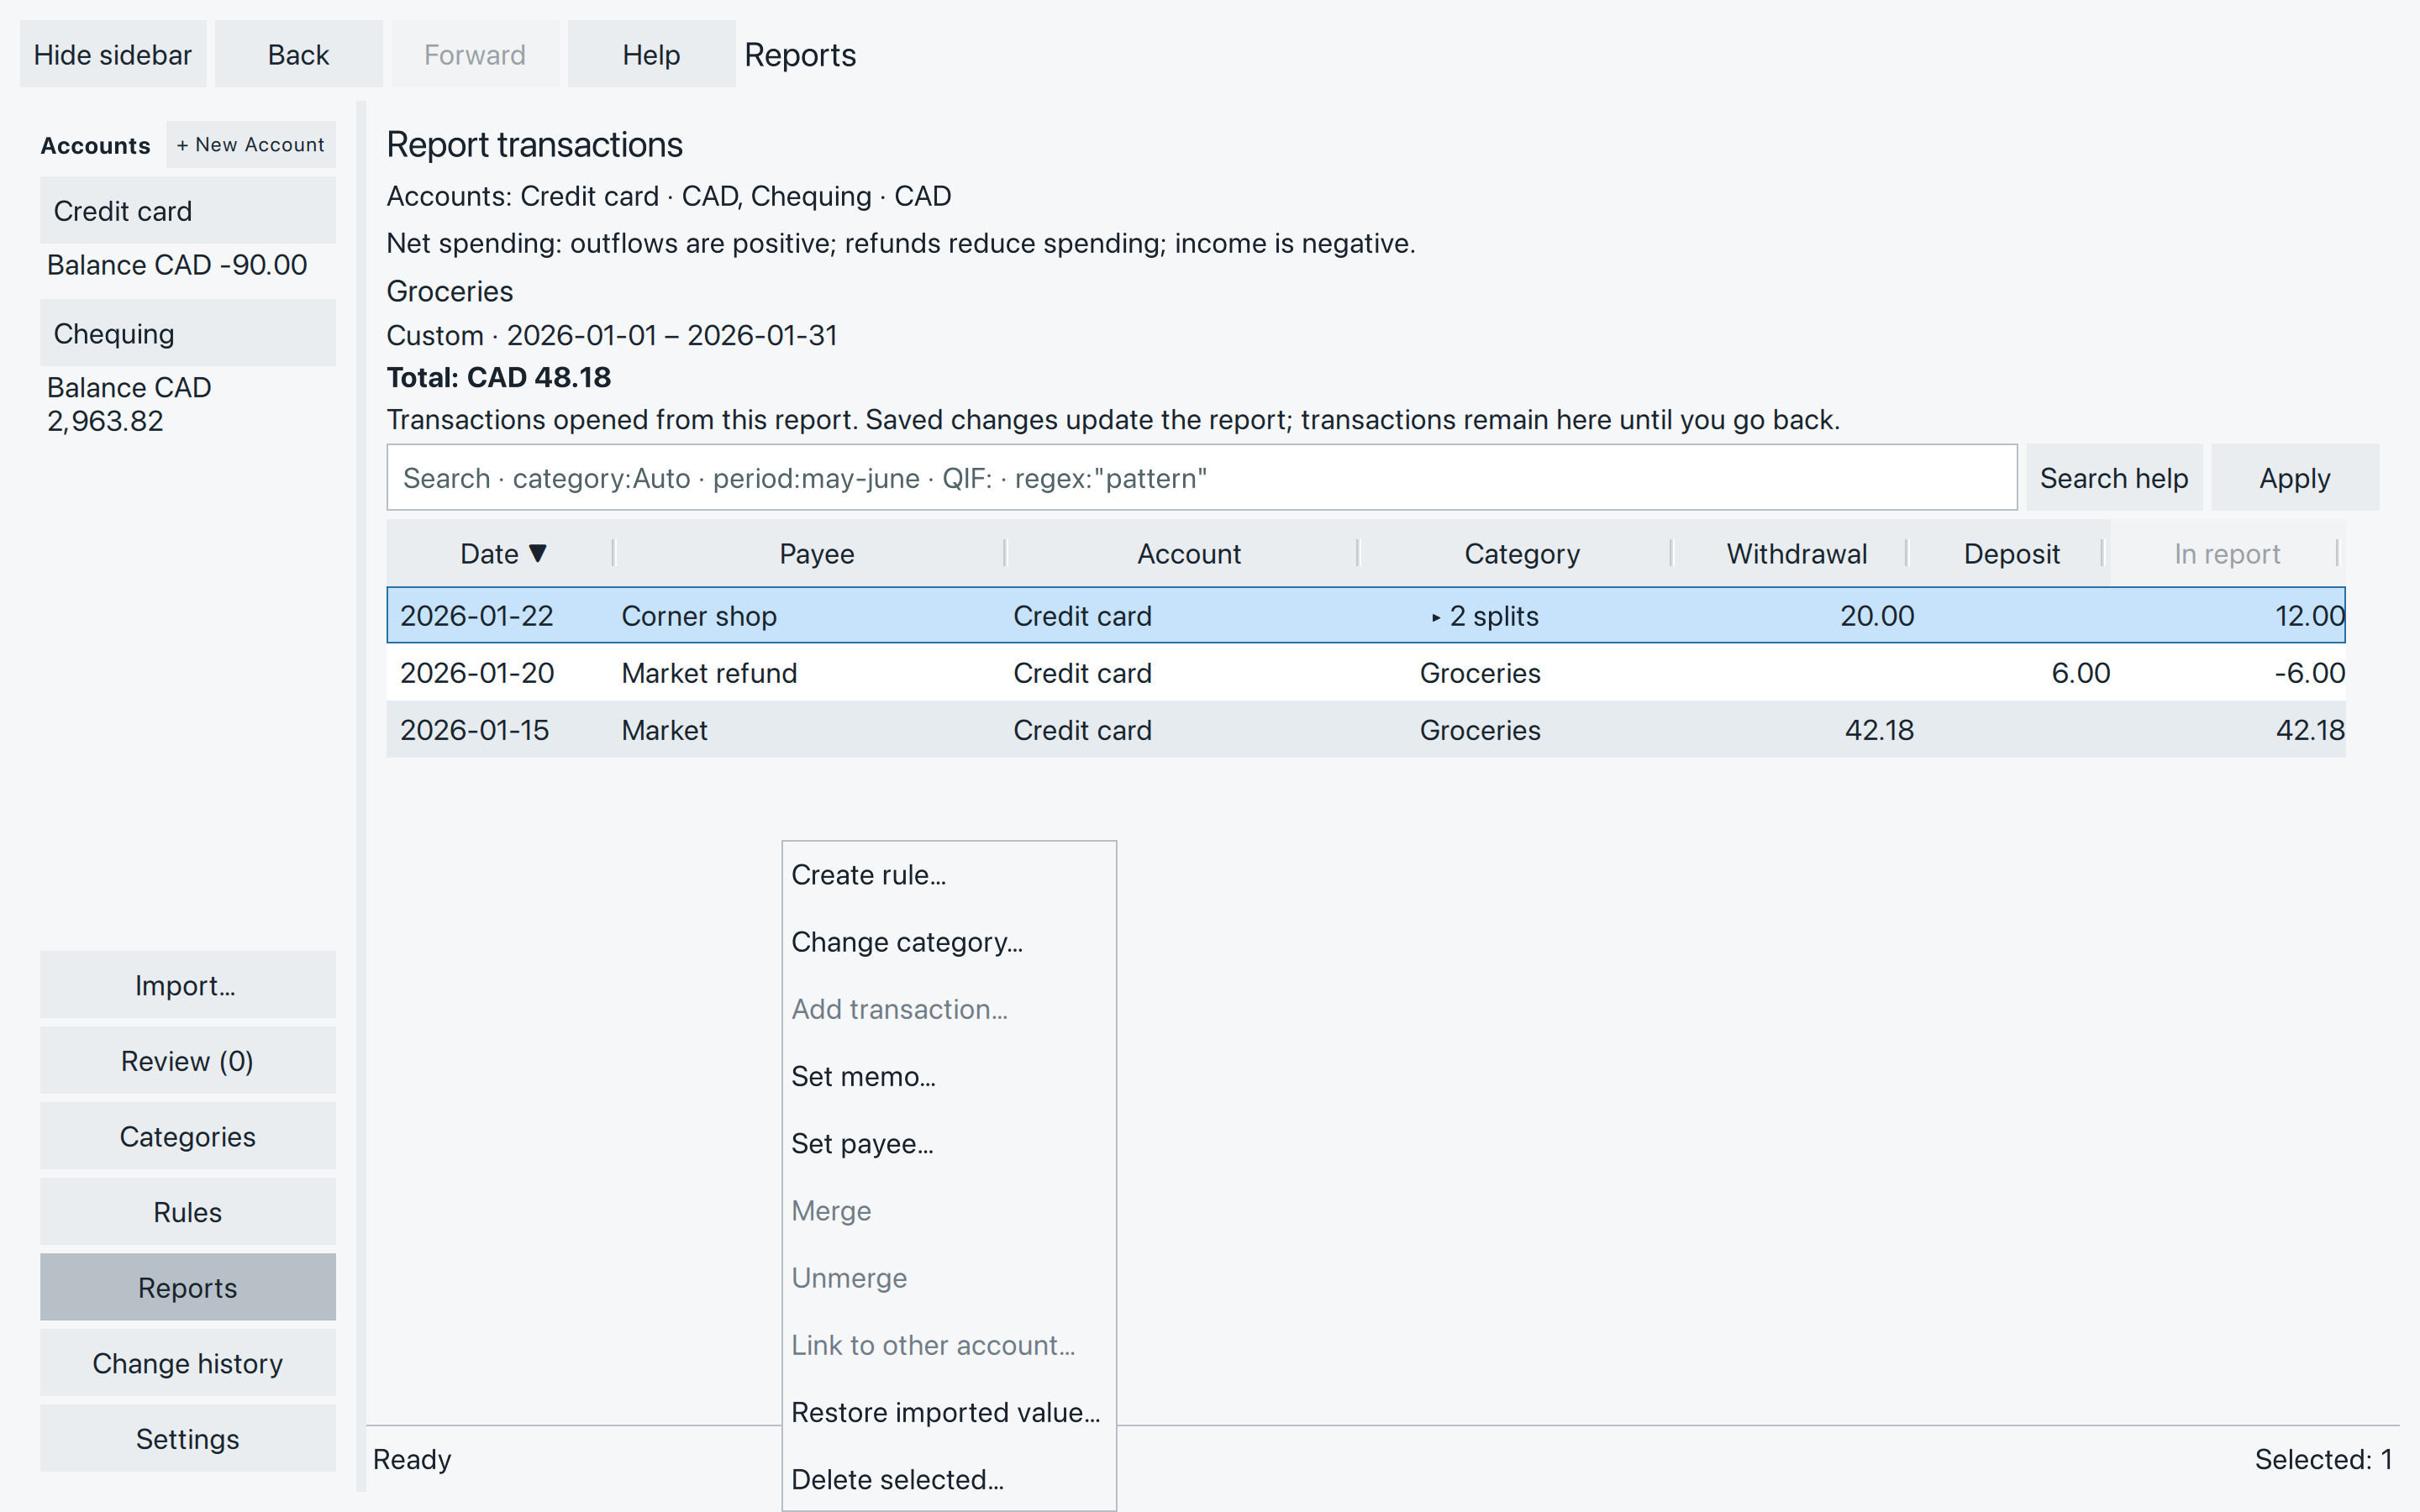 Hide sidebar Back Forward Help Reports
Accounts + New Account
Credit card
Balance CAD -90.00
Chequing
Balance CAD
2,963.82
Import...
Review (0)
Categories
Rules
Reports
Change history
Settings
Report transactions
Accounts: Credit card · CAD, Chequing · CAD
Net spending: outflows are positive; refunds reduce spending; income is negative.
Groceries
Custom · 2026-01-01 – 2026-01-31
Total: CAD 48.18
Transactions opened from this report. Saved changes update the report; transactions remain here until you go back.
Search · category:Auto · period:may-june · QIF: · regex:"pattern" Search help Apply
Date ▼ Payee Account Category Withdrawal Deposit In report
2026-01-22 Corner shop Credit card ▸ 2 splits 20.00 12.00
2026-01-20 Market refund Credit card Groceries 6.00 -6.00
2026-01-15 Market Credit card Groceries 42.18 42.18
Create rule...
Change category...
Add transaction...
Set memo...
Set payee...
Merge
Unmerge
Link to other account...
Restore imported value...
Delete selected...
Ready Selected: 1